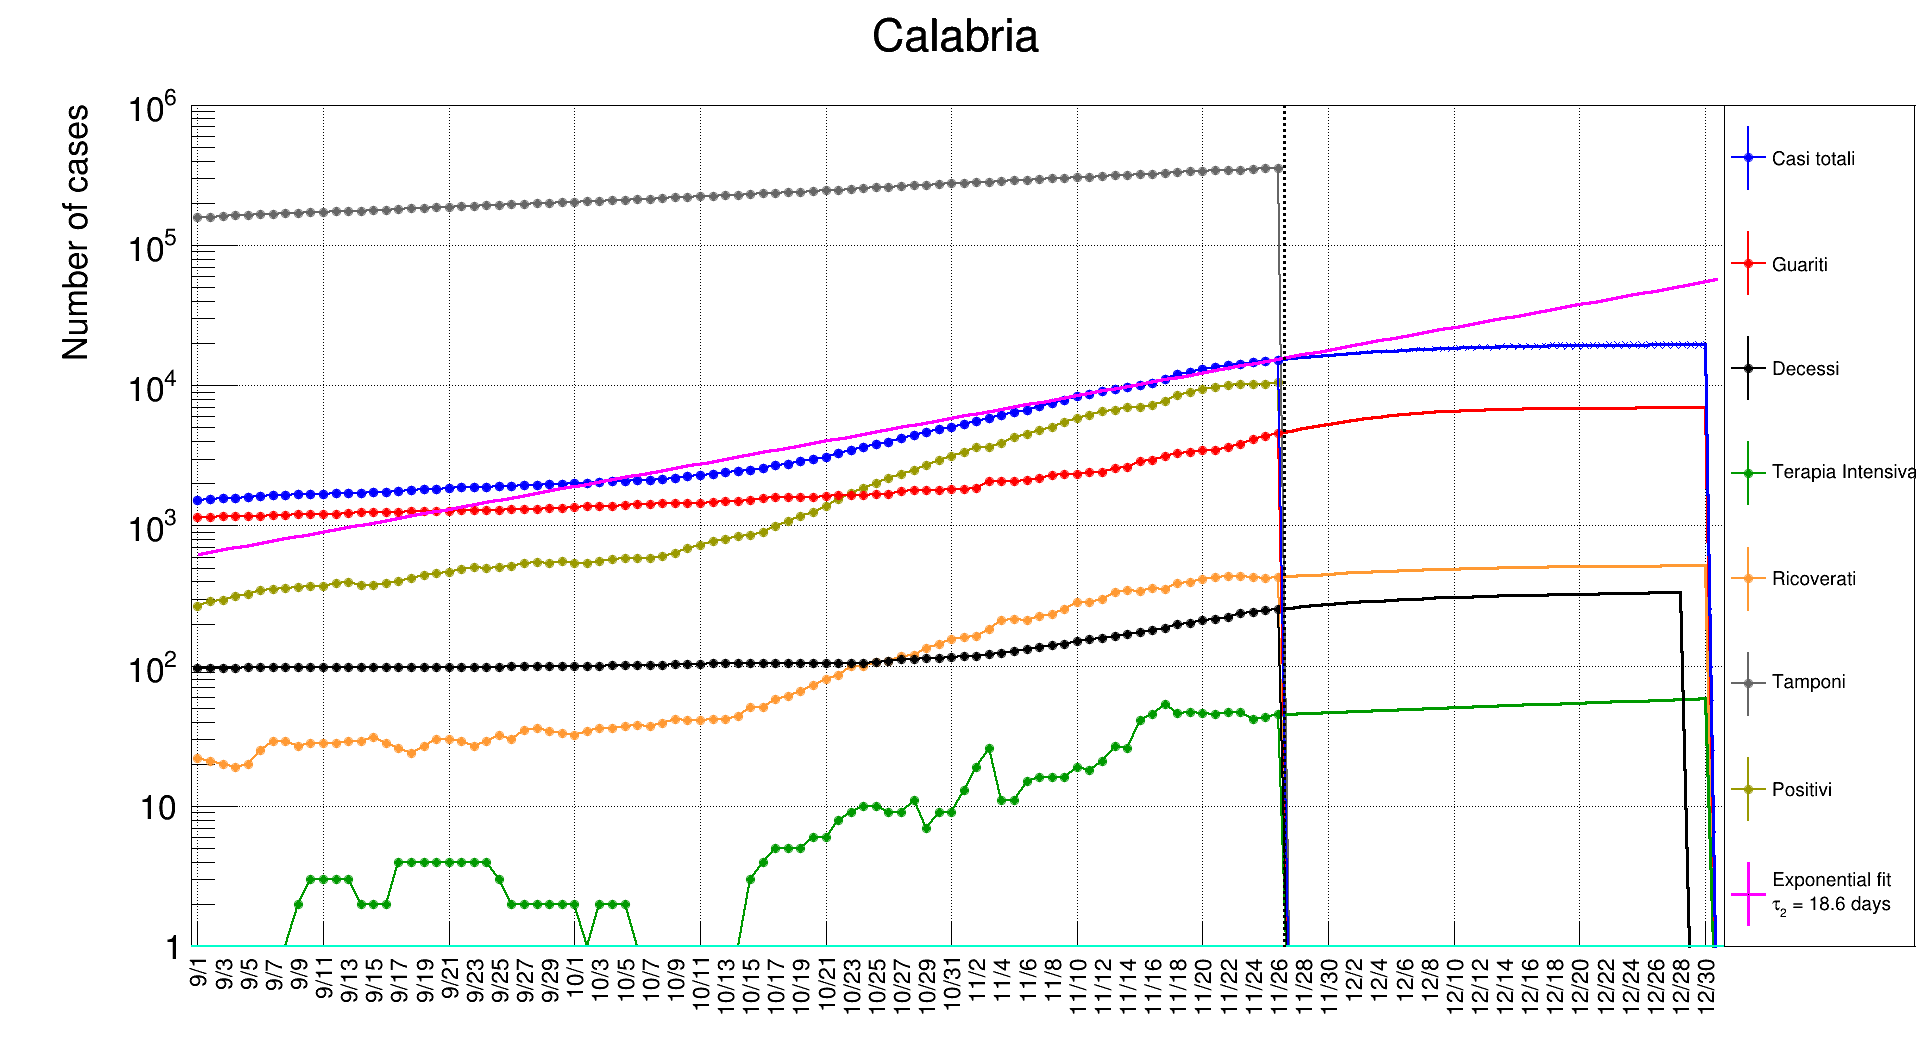 Calabria
Number of cases
10^6
10^5
10^4
10^3
10^2
10
1
9/1 9/3 9/5 9/7 9/9 9/11 9/13 9/15 9/17 9/19 9/21 9/23 9/25 9/27 9/29 10/1 10/3 10/5 10/7 10/9 10/11 10/13 10/15 10/17 10/19 10/21 10/23 10/25 10/27 10/29 10/31 11/2 11/4 11/6 11/8 11/10 11/12 11/14 11/16 11/18 11/20 11/22 11/24 11/26 11/28 11/30 12/2 12/4 12/6 12/8 12/10 12/12 12/14 12/16 12/18 12/20 12/22 12/24 12/26 12/28 12/30
Casi totali
Guariti
Decessi
Terapia Intensiva
Ricoverati
Tamponi
Positivi
Exponential fit
τ₂ = 18.6 days